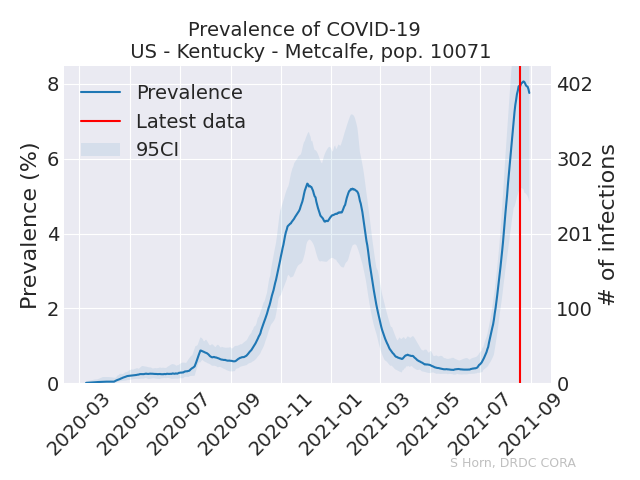 Prevalence of COVID-19
US - Kentucky - Metcalfe, pop. 10071
Prevalence
Latest data
95CI
Prevalence (%)
8
6
4
2
0
# of infections
402
302
201
100
0
2020-03
2020-05
2020-07
2020-09
2020-11
2021-01
2021-03
2021-05
2021-07
2021-09
S Horn, DRDC CORA